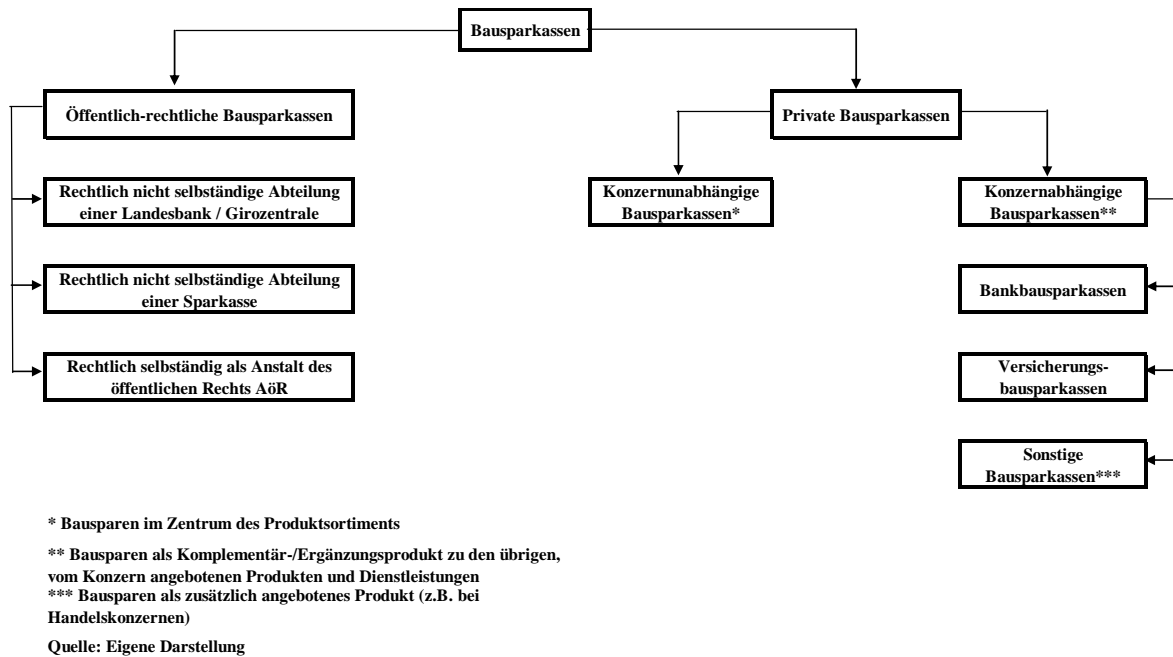 Bausparkassen
Öffentlich-rechtliche Bausparkassen
Private Bausparkassen
Rechtlich nicht selbständige Abteilung
einer Landesbank / Girozentrale
Konzernunabhängige
Bausparkassen*
Konzernabhängige
Bausparkassen**
Rechtlich nicht selbständige Abteilung
einer Sparkasse
Bankbausparkassen
Rechtlich selbständig als Anstalt des
öffentlichen Rechts AöR
Versicherungs-
bausparkassen
Sonstige
Bausparkassen***
* Bausparen im Zentrum des Produktsortiments
** Bausparen als Komplementär-/Ergänzungsprodukt zu den übrigen,
vom Konzern angebotenen Produkten und Dienstleistungen
*** Bausparen als zusätzlich angebotenes Produkt (z.B. bei
Handelskonzernen)
Quelle: Eigene Darstellung